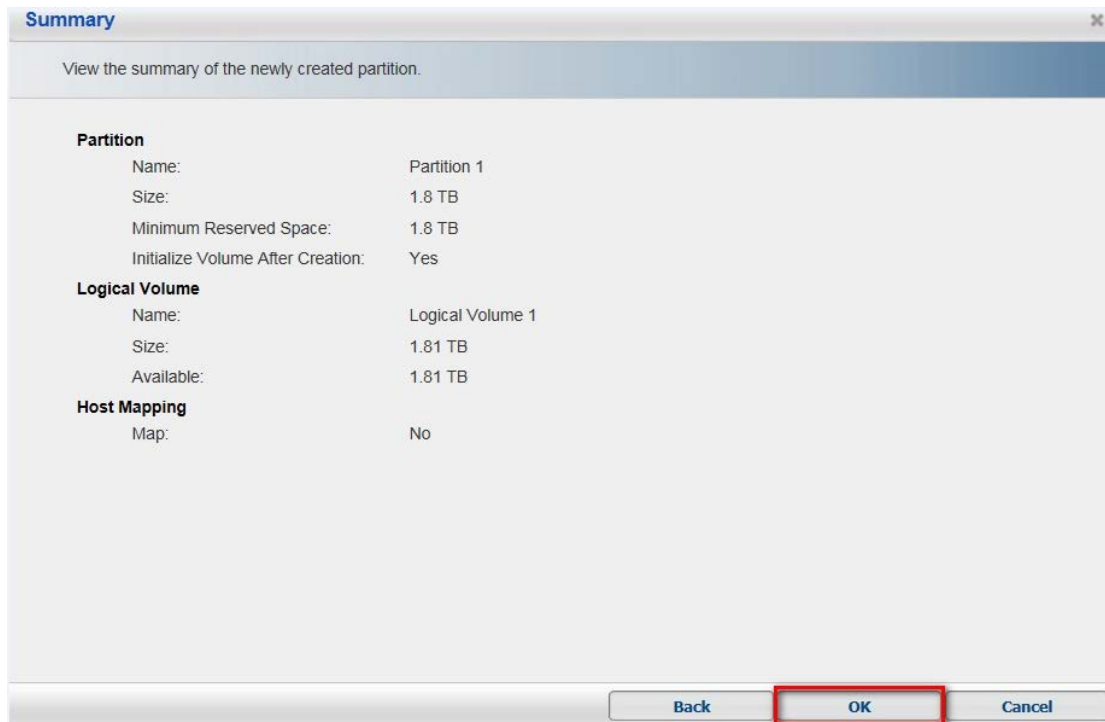 Summary
View the summary of the newly created partition.
Partition
Name: Partition 1
Size: 1.8 TB
Minimum Reserved Space: 1.8 TB
Initialize Volume After Creation: Yes
Logical Volume
Name: Logical Volume 1
Size: 1.81 TB
Available: 1.81 TB
Host Mapping
Map: No
Back OK Cancel